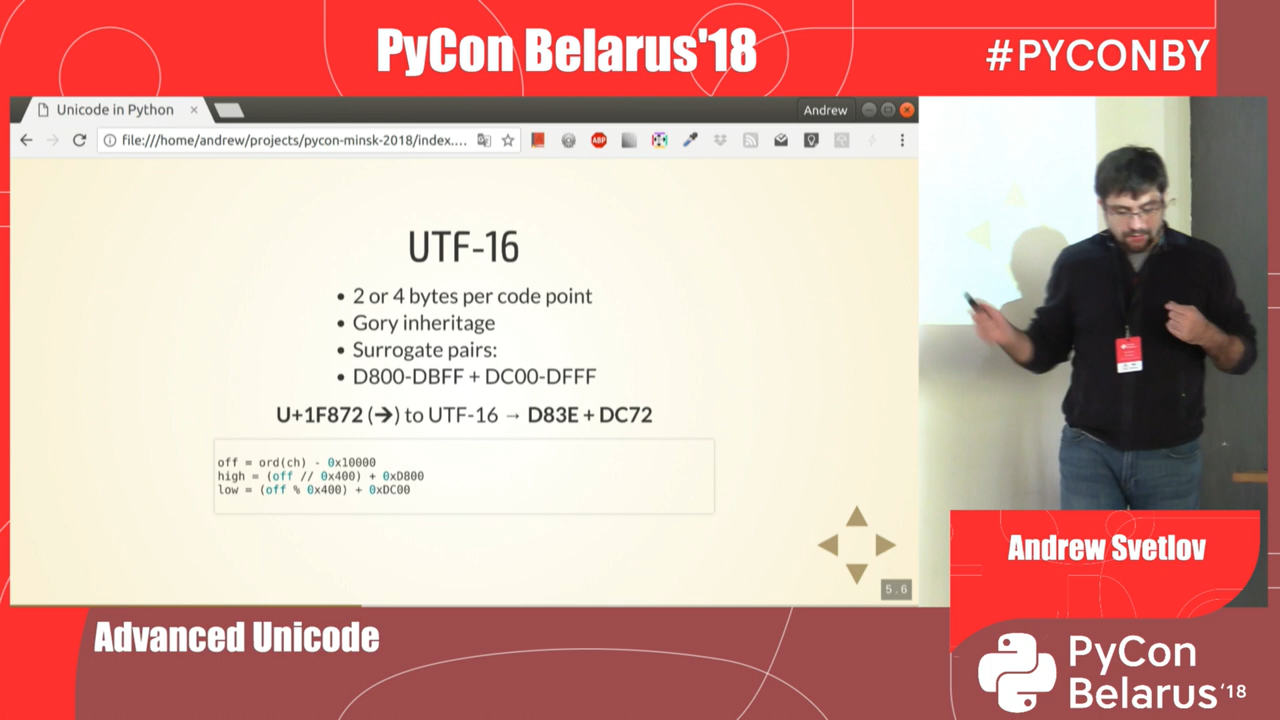 PyCon Belarus'18
#PYCONBY
Unicode in Python
Andrew
file:///home/andrew/projects/pycon-minsk-2018/index....
ABP
UTF-16
• 2 or 4 bytes per code point
• Gory inheritage
• Surrogate pairs:
• D800-DBFF + DC00-DFFF
U+1F872 (🡲) to UTF-16 → D83E + DC72
off = ord(ch) - 0x10000
high = (off // 0x400) + 0xD800
low = (off % 0x400) + 0xDC00
5.6
Andrew Svetlov
Advanced Unicode
PyCon
Belarus '18